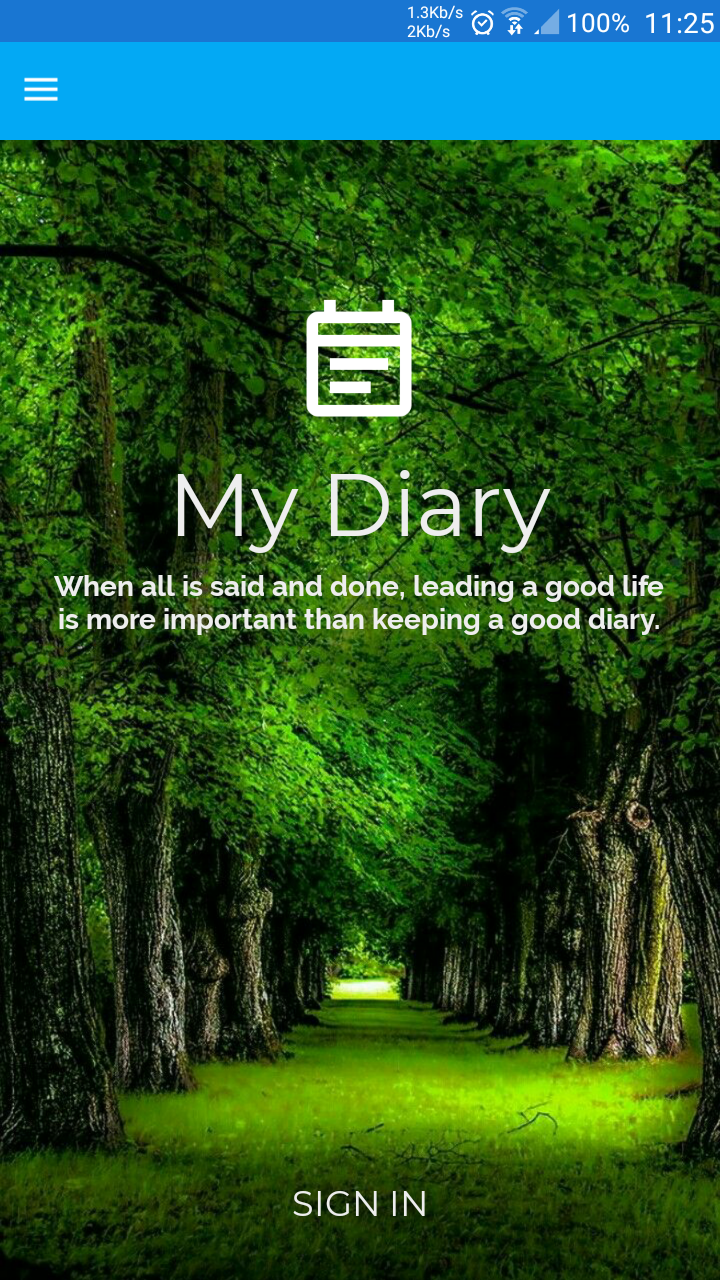 1.3Kb/s
2Kb/s
100% 11:25
My Diary
When all is said and done, leading a good life
is more important than keeping a good diary.
SIGN IN